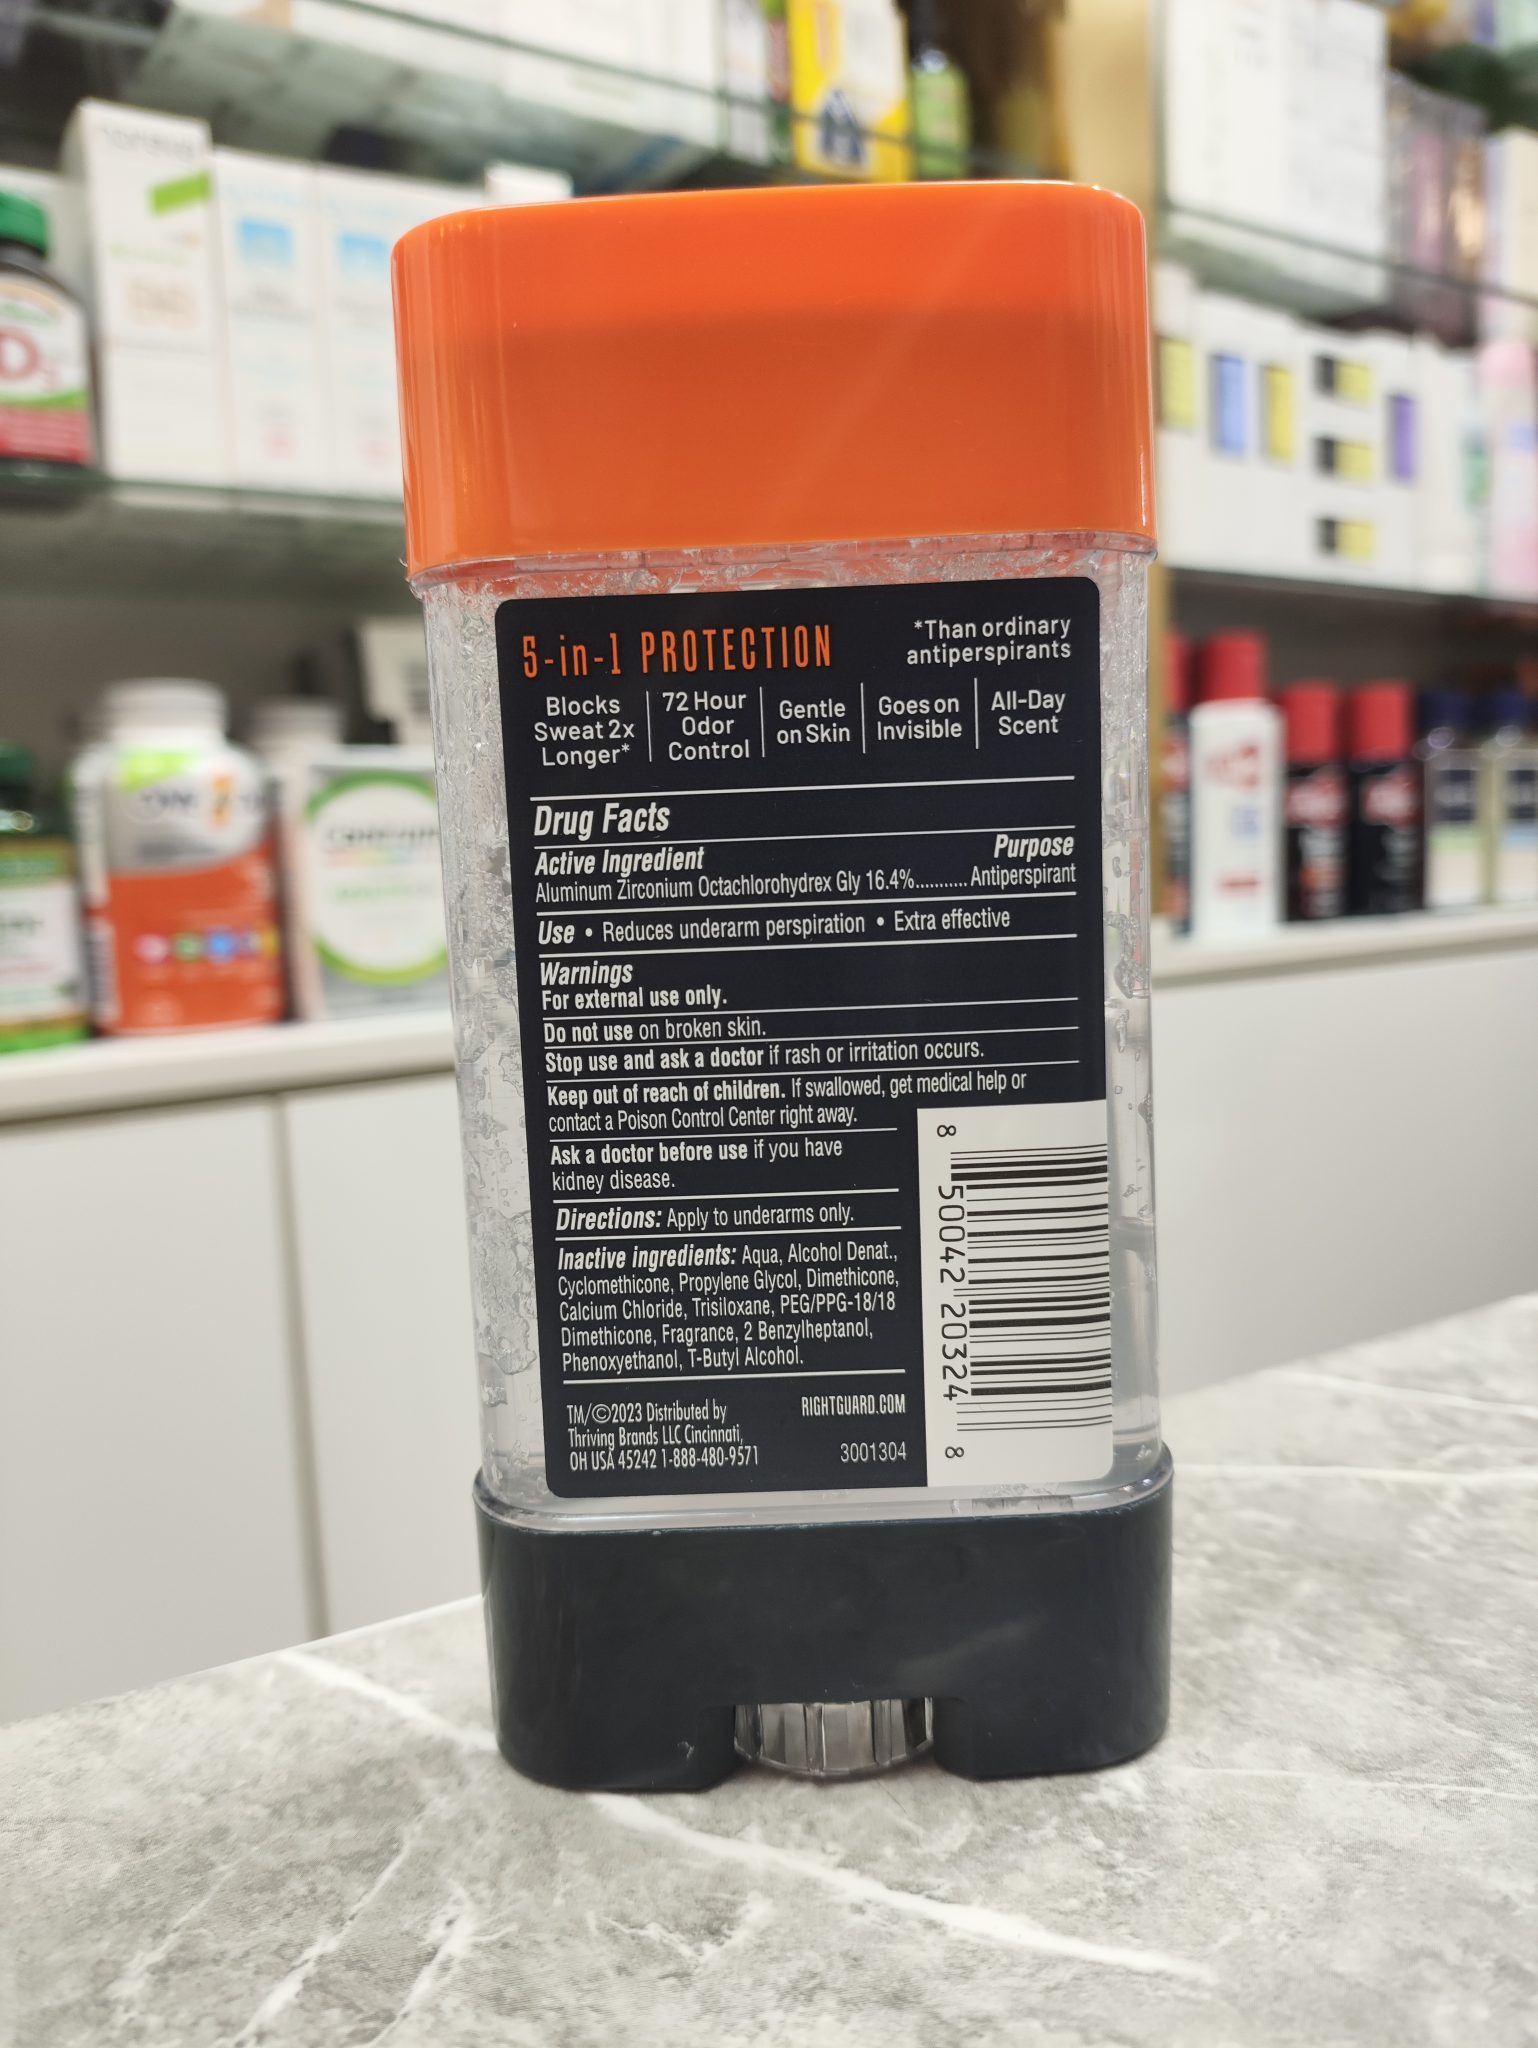 5-in-1 PROTECTION
*Than ordinary
antiperspirants
Blocks
Sweat 2x
Longer*
72 Hour
Odor
Control
Gentle
on Skin
Goes on
Invisible
All-Day
Scent
Drug Facts
Active Ingredient Purpose
Aluminum Zirconium Octachlorohydrex Gly 16.4%.......... Antiperspirant
Use • Reduces underarm perspiration • Extra effective
Warnings
For external use only.
Do not use on broken skin.
Stop use and ask a doctor if rash or irritation occurs.
Keep out of reach of children. If swallowed, get medical help or
contact a Poison Control Center right away.
Ask a doctor before use if you have
kidney disease.
Directions: Apply to underarms only.
Inactive ingredients: Aqua, Alcohol Denat.,
Cyclomethicone, Propylene Glycol, Dimethicone,
Calcium Chloride, Trisiloxane, PEG/PPG-18/18
Dimethicone, Fragrance, 2 Benzylheptanol,
Phenoxyethanol, T-Butyl Alcohol.
TM/©2023 Distributed by
Thriving Brands LLC Cincinnati,
OH USA 45242 1-888-480-9571
RIGHTGUARD.COM
3001304
8 50042 20324 8
D3